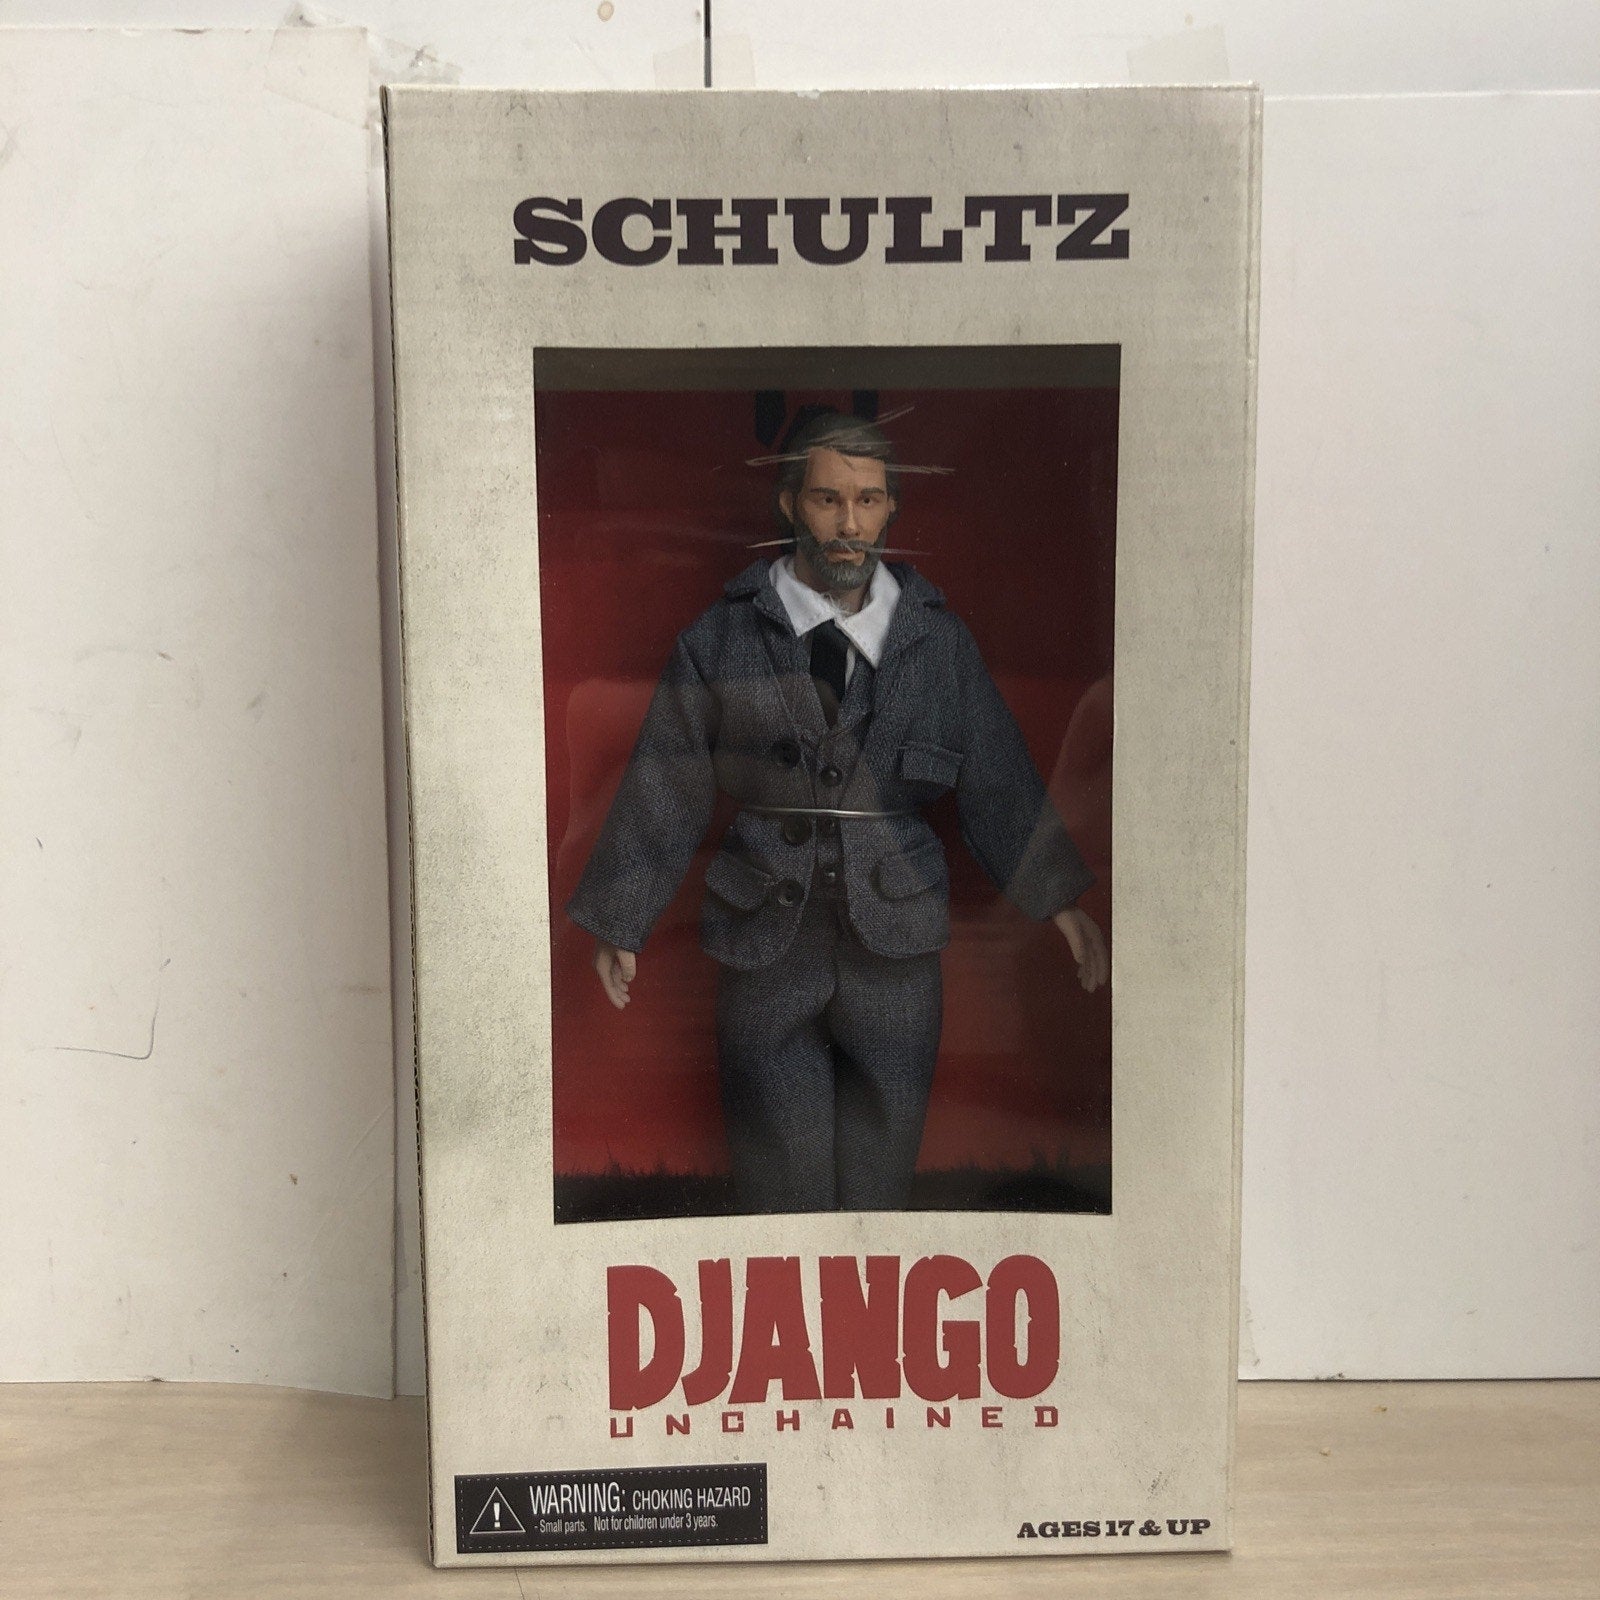 SCHULTZ
DJANGO
UNCHAINED
WARNING: CHOKING HAZARD
- Small parts. Not for children under 3 years.
AGES 17 & UP